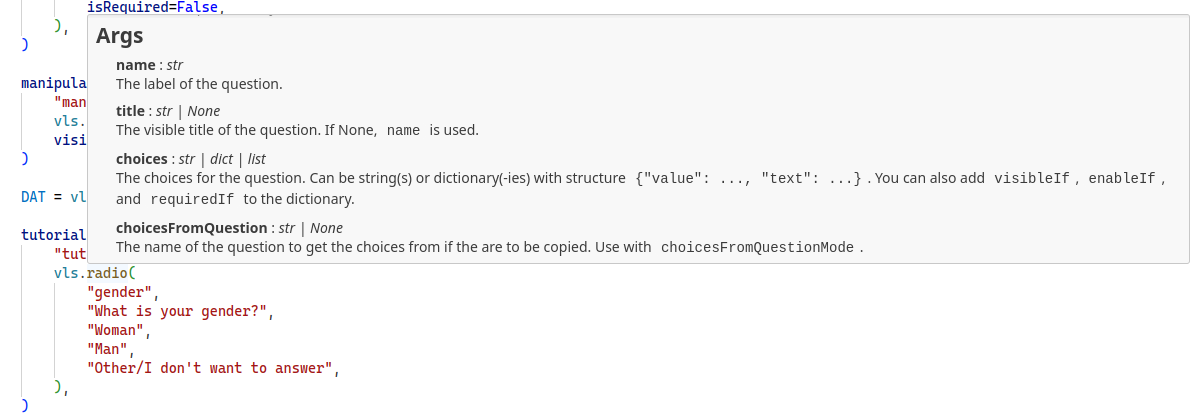 isRequired=False,
),
)
Args
name : str
The label of the question.
title : str | None
The visible title of the question. If None, name is used.
choices : str | dict | list
The choices for the question. Can be string(s) or dictionary(-ies) with structure {"value": ..., "text": ...} . You can also add visibleIf , enableIf ,
and requiredIf to the dictionary.
choicesFromQuestion : str | None
The name of the question to get the choices from if the are to be copied. Use with choicesFromQuestionMode .
manipula
"man
vls.
visi
)
DAT = vl
tutorial
"tut
vls.radio(
"gender",
"What is your gender?",
"Woman",
"Man",
"Other/I don't want to answer",
),
)